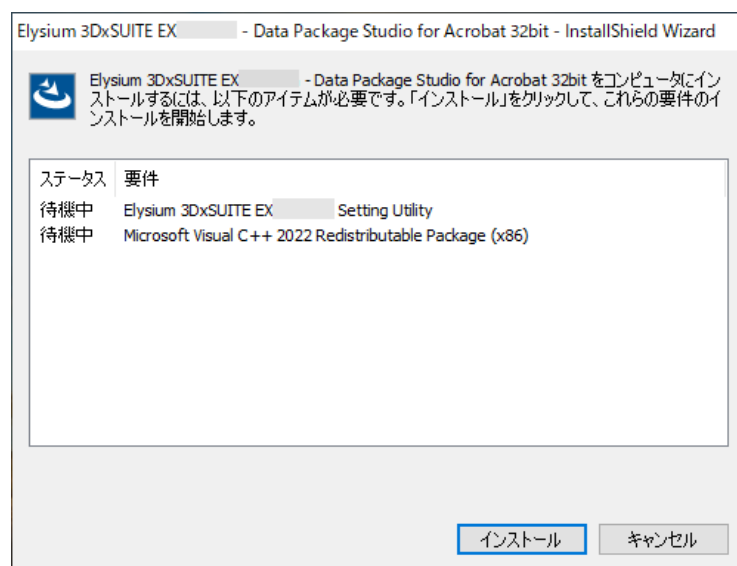 Elysium 3DxSUITE EX - Data Package Studio for Acrobat 32bit - InstallShield Wizard
Elysium 3DxSUITE EX - Data Package Studio for Acrobat 32bit をコンピュータにイン
ストールするには、以下のアイテムが必要です。「インストール」をクリックして、これらの要件のイ
ンストールを開始します。
ステータス 要件
待機中 Elysium 3DxSUITE EX Setting Utility
待機中 Microsoft Visual C++ 2022 Redistributable Package (x86)
インストール キャンセル